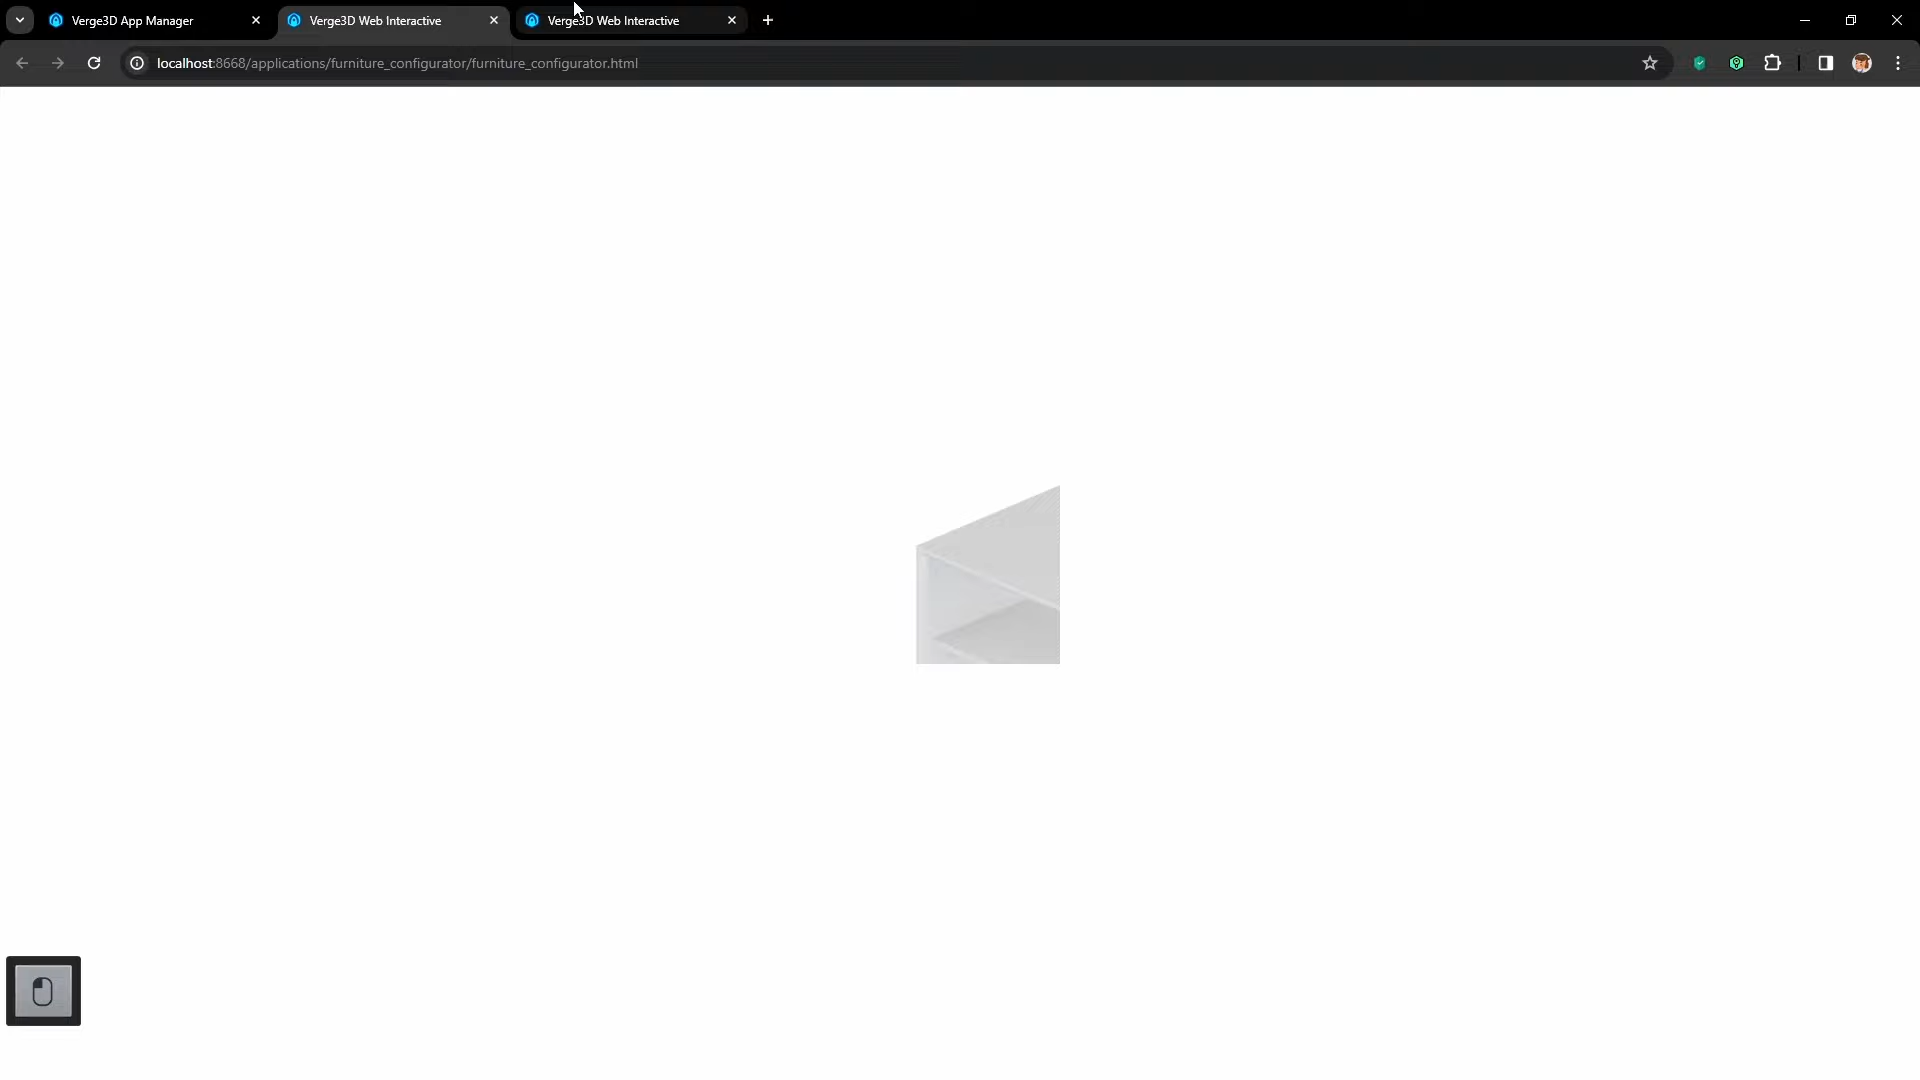 Verge3D App Manager
Verge3D Web Interactive
Verge3D Web Interactive
localhost:8668/applications/furniture_configurator/furniture_configurator.html